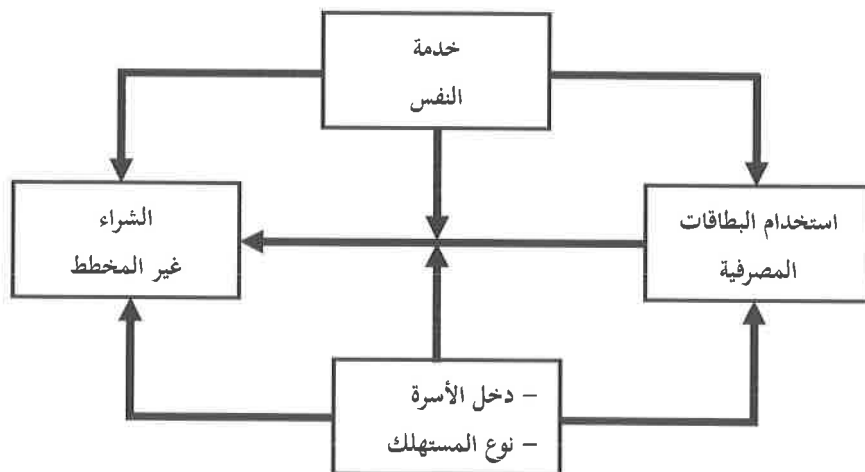 خدمة
النفس
استخدام البطاقات
المصرفية
الشراء
غير المخطط
– دخل الأسرة
– نوع المستهلك